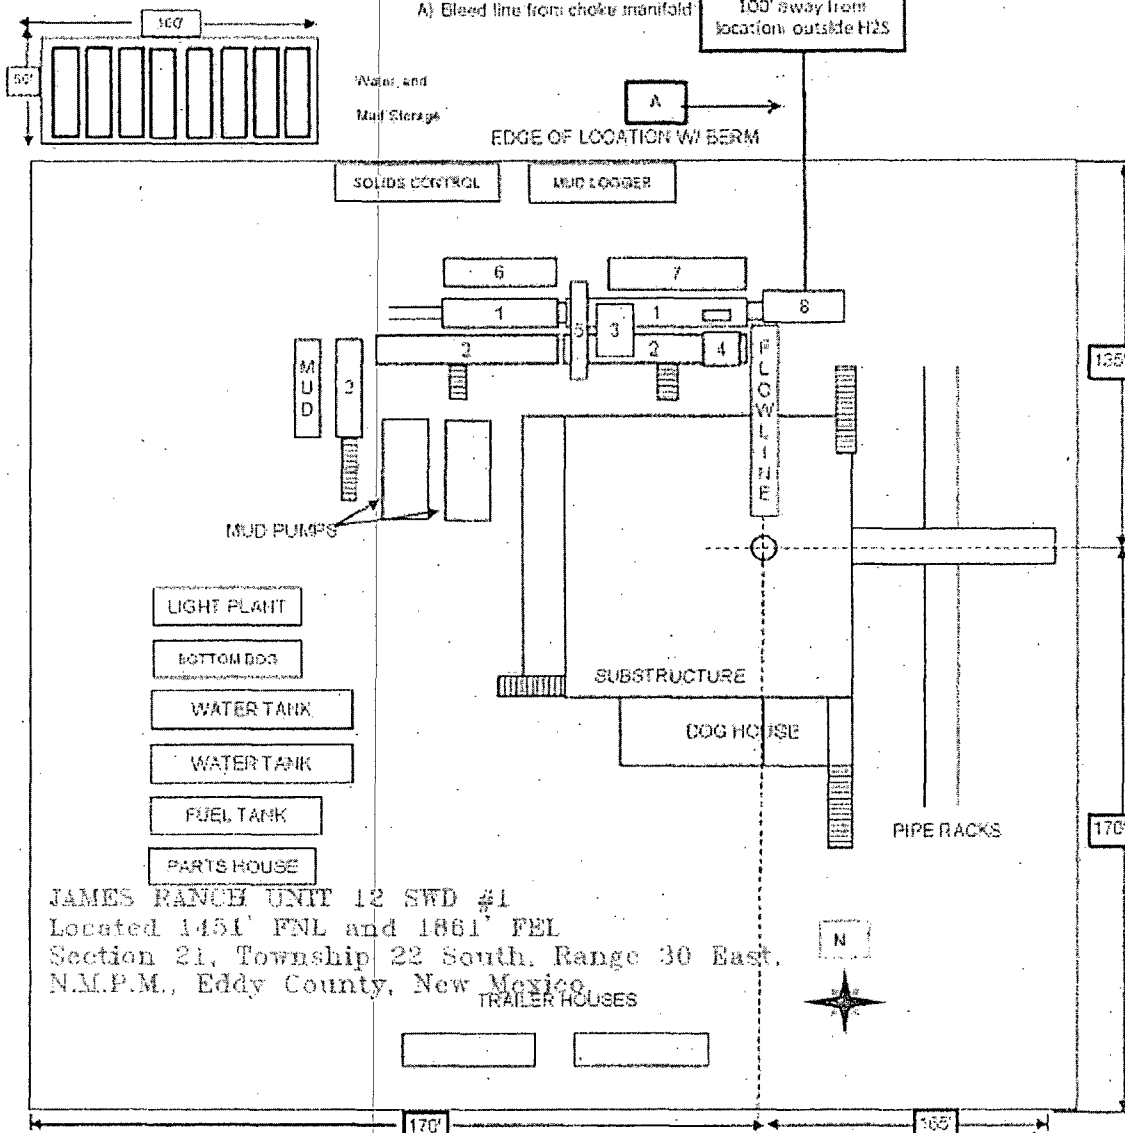 A) Bleed line from choke manifold
100' away from
location outside H2S
100'
50'
Water and
Mud Storage
A
EDGE OF LOCATION W/ BERM
SOLIDS CONTROL
MUD LOGGER
6
7
1
1
8
5
3
2
2
4
MUD
2
FLOWLINE
135'
MUD PUMPS
LIGHT PLANT
BOTTOM DOG
SUBSTRUCTURE
WATER TANK
DOG HOUSE
WATER TANK
FUEL TANK
PIPE RACKS
170'
PARTS HOUSE
JAMES RANCH UNIT 12 SWD #1
Located 1451' FNL and 1861' FEL
Section 21, Township 22 South, Range 30 East,
N.M.P.M., Eddy County, New Mexico
N
TRAILER HOUSES
170'
165'